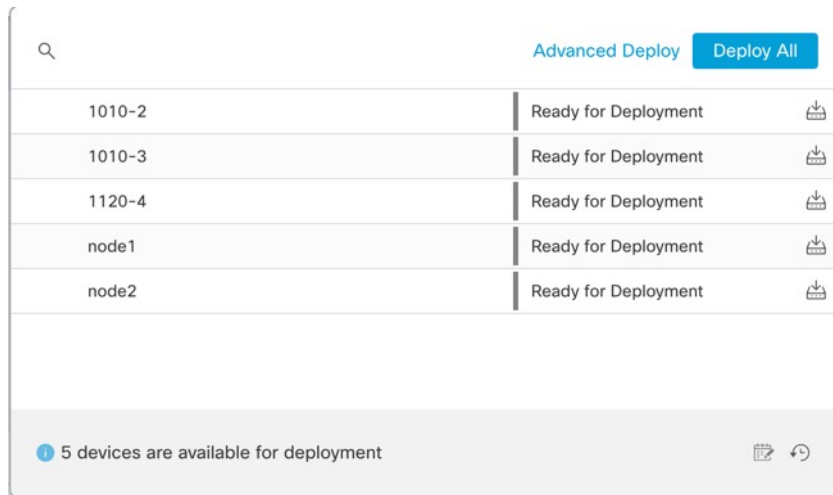 Advanced Deploy Deploy All
1010-2 Ready for Deployment
1010-3 Ready for Deployment
1120-4 Ready for Deployment
node1 Ready for Deployment
node2 Ready for Deployment
5 devices are available for deployment